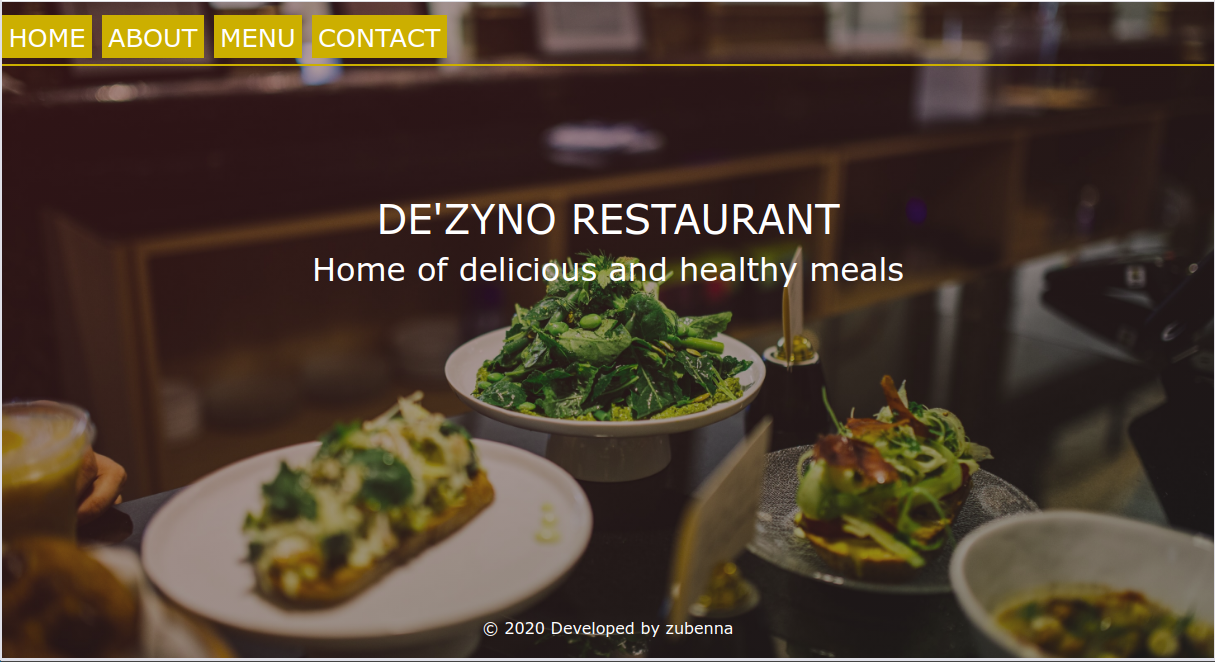 HOME ABOUT MENU CONTACT
DE'ZYNO RESTAURANT
Home of delicious and healthy meals
© 2020 Developed by zubenna